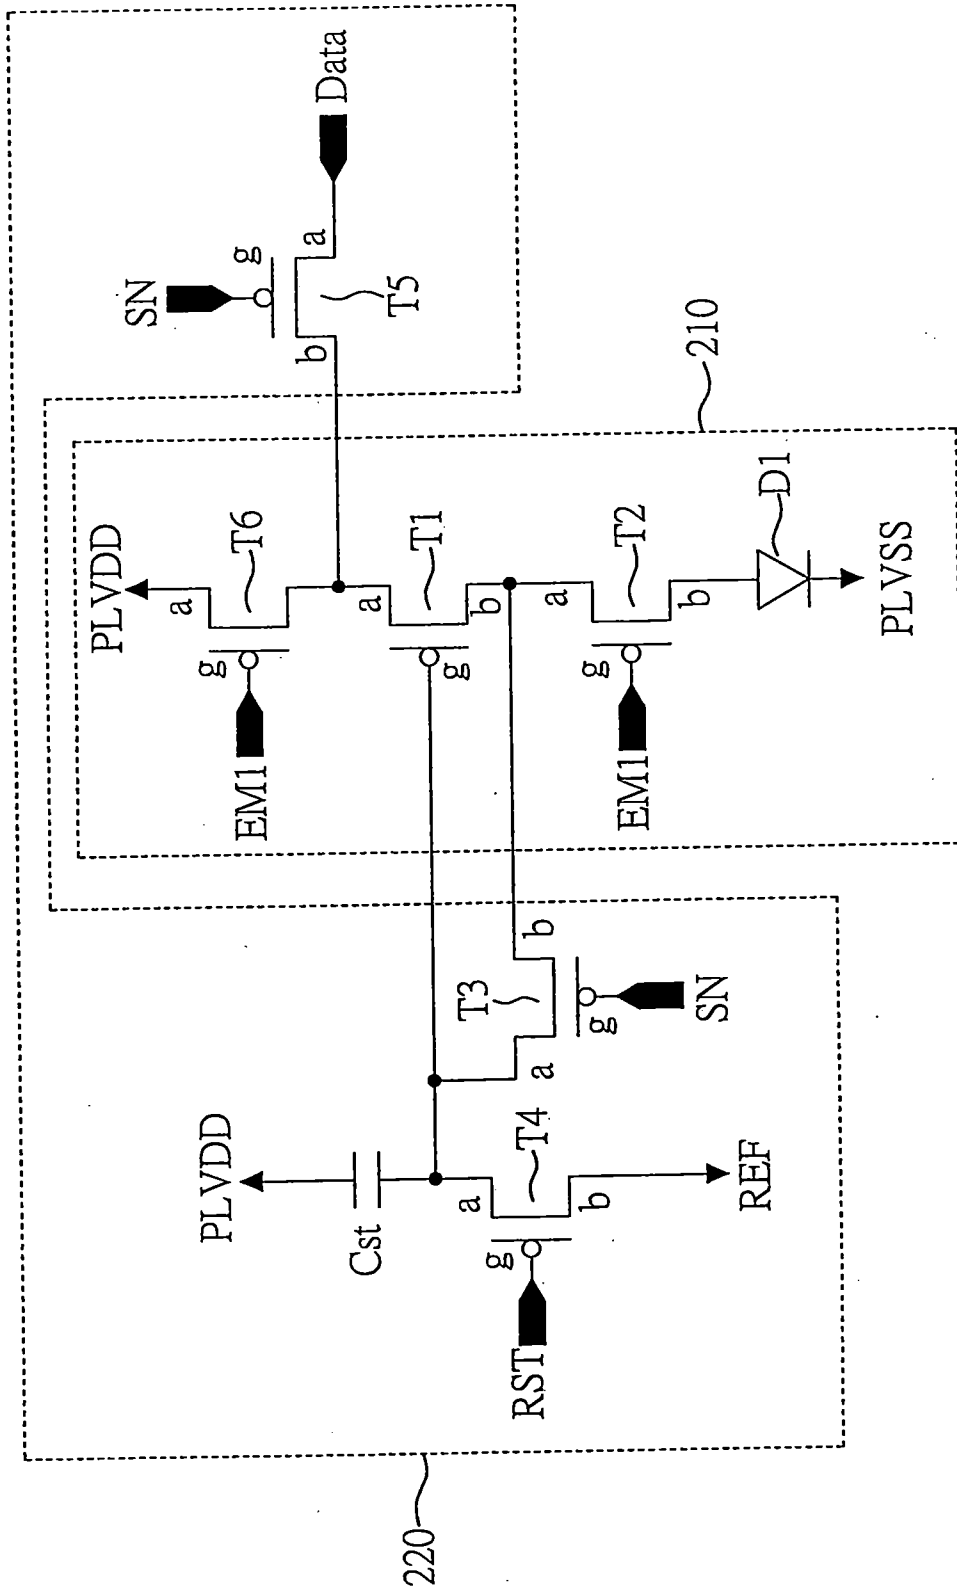 220
PLVDD
Cst
a
g
T4
b
RST
REF
T3
a
b
g
SN
PLVDD
a
g
T6
EM1
a
g
T1
b
a
g
T2
b
EM1
D1
PLVSS
210
SN
g
b
a
T5
Data